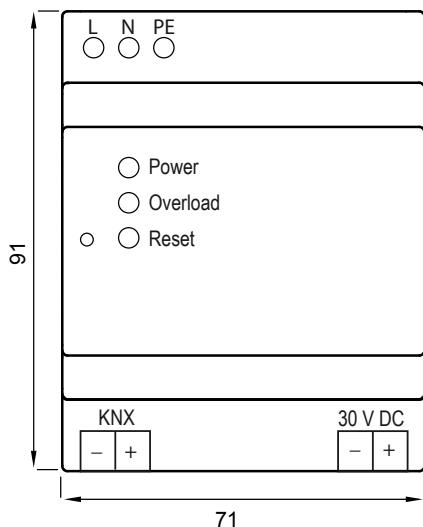 L N PE
Power
Overload
Reset
91
KNX 30 V DC
– + – +
71